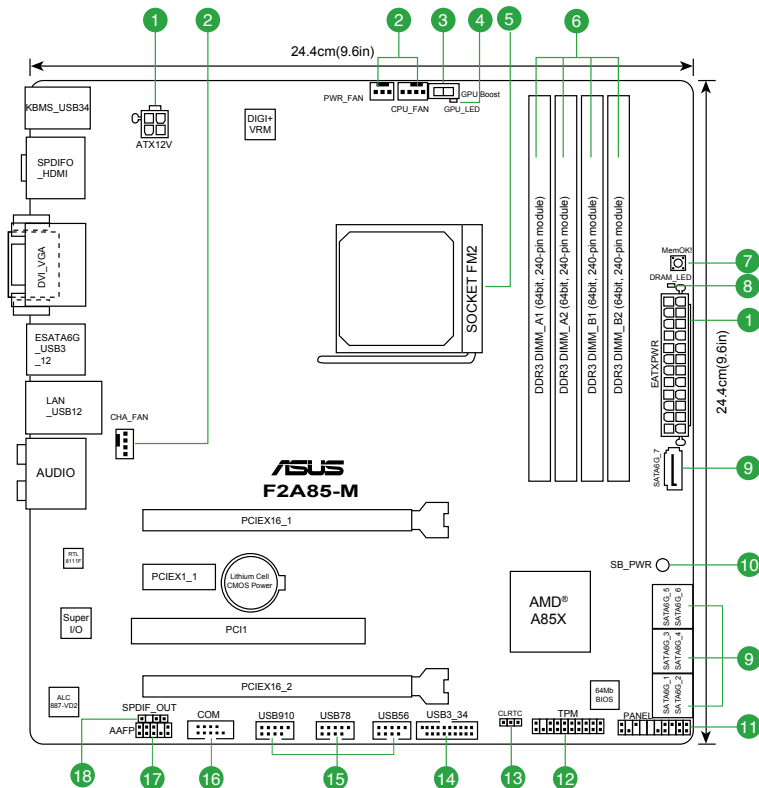 1
2
2
3
4
5
6
24.4cm(9.6in)
KBMS_USB34
ATX12V
DIGI+
VRM
PWR_FAN
CPU_FAN
GPU Boost
GPU_LED
SPDIFO
_HDMI
DVI_VGA
SOCKET FM2
DDR3 DIMM_A1 (64bit, 240-pin module)
DDR3 DIMM_A2 (64bit, 240-pin module)
DDR3 DIMM_B1 (64bit, 240-pin module)
DDR3 DIMM_B2 (64bit, 240-pin module)
MemOK!
7
DRAM_LED
8
1
EATXPWR
24.4cm(9.6in)
ESATA6G
_USB3
_12
LAN
_USB12
CHA_FAN
2
AUDIO
SATA6G_7
9
ASUS
F2A85-M
PCIEX16_1
RTL
8111F
PCIEX1_1
Lithium Cell
CMOS Power
SB_PWR
10
AMD®
A85X
SATA6G_5
SATA6G_6
Super
I/O
PCI1
SATA6G_3
SATA6G_4
9
PCIEX16_2
SATA6G_1
SATA6G_2
ALC
887-VD2
64Mb
BIOS
SPDIF_OUT
AAFP
COM
USB910
USB78
USB56
USB3_34
CLRTC
TPM
PANEL
11
18
17
16
15
14
13
12